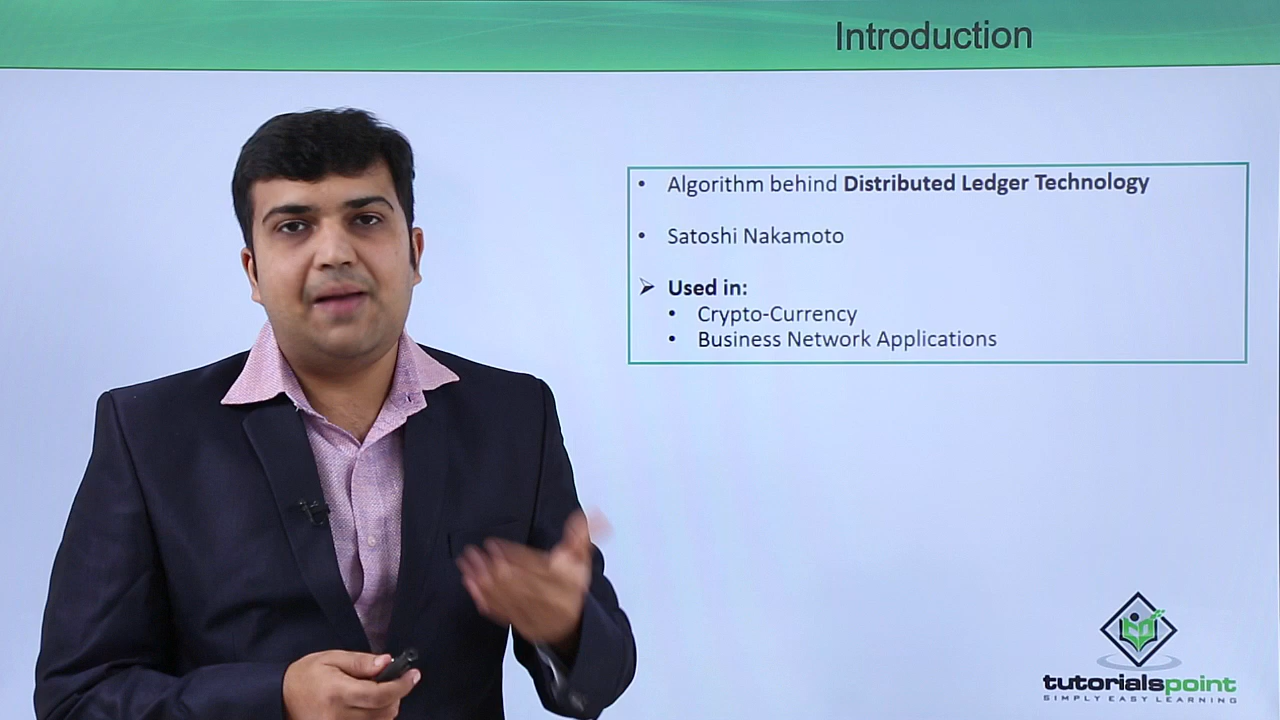 Introduction
• Algorithm behind Distributed Ledger Technology
• Satoshi Nakamoto
➢ Used in:
• Crypto-Currency
• Business Network Applications
tutorialspoint
SIMPLY EASY LEARNING